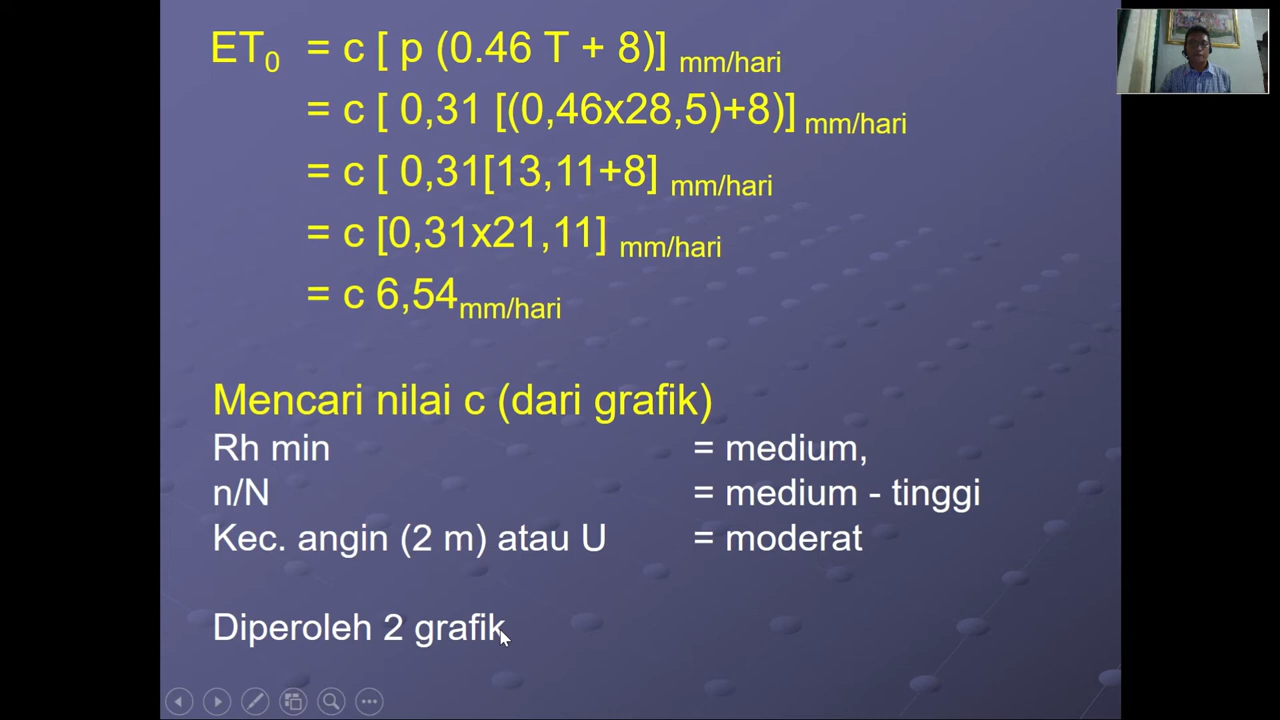 ET₀ = c [ p (0.46 T + 8)] mm/hari
= c [ 0,31 [(0,46x28,5)+8)] mm/hari
= c [ 0,31[13,11+8] mm/hari
= c [0,31x21,11] mm/hari
= c 6,54mm/hari
Mencari nilai c (dari grafik)
Rh min = medium,
n/N = medium - tinggi
Kec. angin (2 m) atau U = moderat
Diperoleh 2 grafik